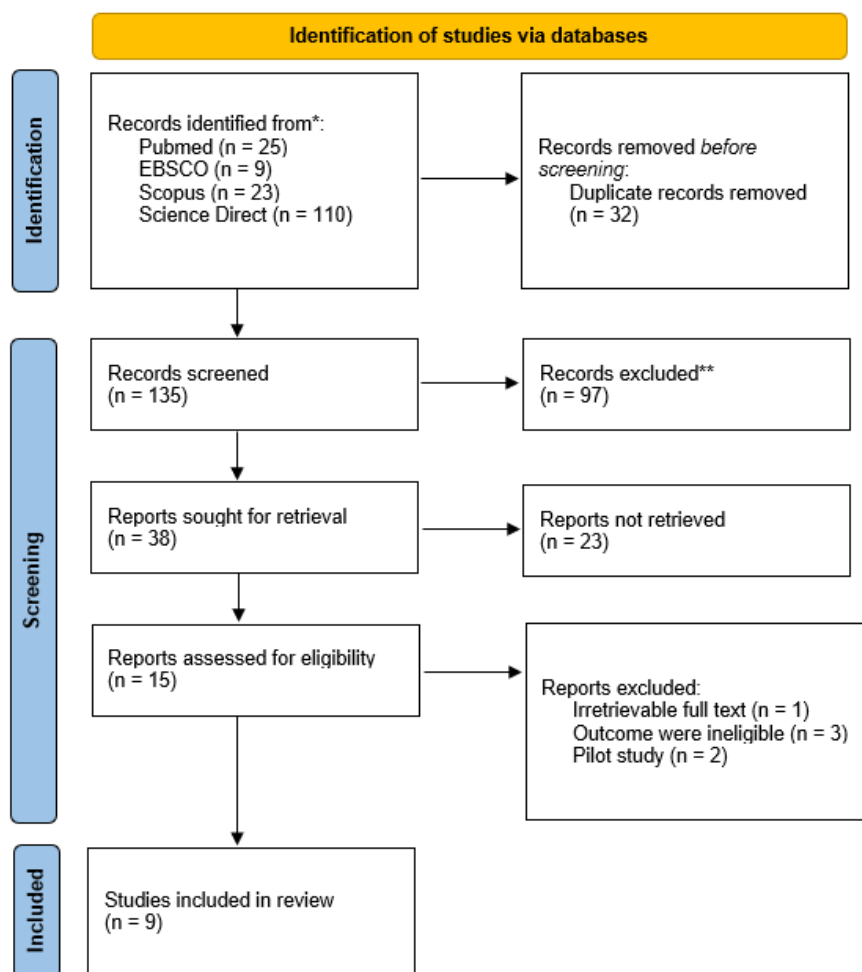 Identification of studies via databases
Identification
Records identified from*:
Pubmed (n = 25)
EBSCO (n = 9)
Scopus (n = 23)
Science Direct (n = 110)
Records removed before
screening:
Duplicate records removed
(n = 32)
Screening
Records screened
(n = 135)
Records excluded**
(n = 97)
Reports sought for retrieval
(n = 38)
Reports not retrieved
(n = 23)
Reports assessed for eligibility
(n = 15)
Reports excluded:
Irretrievable full text (n = 1)
Outcome were ineligible (n = 3)
Pilot study (n = 2)
Included
Studies included in review
(n = 9)